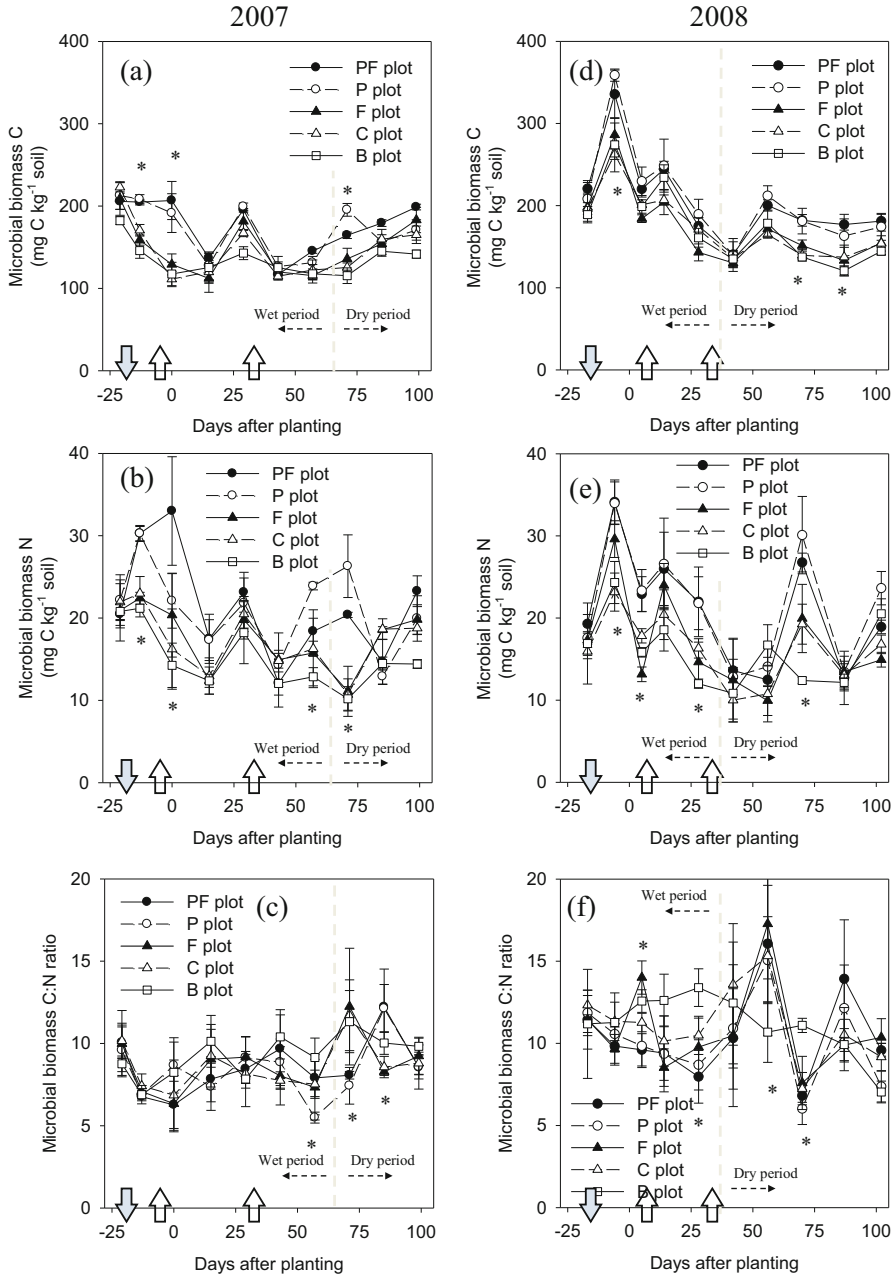 2007
2008
(a)
400
300
200
100
0
Microbial biomass C
(mg C kg-1 soil)
PF plot
P plot
F plot
C plot
B plot
*
*
*
Wet period
Dry period
-25
0
25
50
75
100
Days after planting
(d)
400
300
200
100
0
Microbial biomass C
(mg C kg-1 soil)
PF plot
P plot
F plot
C plot
B plot
*
*
*
Wet period
Dry period
-25
0
25
50
75
100
Days after planting
(b)
40
30
20
10
0
Microbial biomass N
(mg C kg-1 soil)
PF plot
P plot
F plot
C plot
B plot
*
*
*
*
Wet period
Dry period
-25
0
25
50
75
100
Days after planting
(e)
40
30
20
10
0
Microbial biomass N
(mg C kg-1 soil)
PF plot
P plot
F plot
C plot
B plot
*
*
*
*
Wet period
Dry period
-25
0
25
50
75
100
Days after planting
(c)
20
15
10
5
0
Microbial biomass C:N ratio
PF plot
P plot
F plot
C plot
B plot
*
*
*
Wet period
Dry period
-25
0
25
50
75
100
Days after planting
(f)
20
15
10
5
0
Microbial biomass C:N ratio
Wet period
*
*
*
*
PF plot
P plot
F plot
C plot
B plot
Dry period
-25
0
25
50
75
100
Days after planting